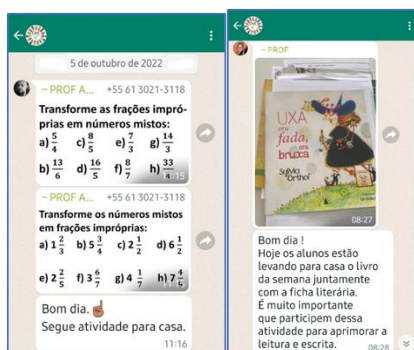 5 de outubro de 2022
~ PROF A... +55 61 3021-3118
Transforme as frações impró-
prias em números mistos:
a) 5/4 c) 8/5 e) 7/3 g) 14/3
b) 13/6 d) 16/5 f) 8/7 h) 33/
~ PROF A... +55 61 3021-3118
Transforme os números mistos
em frações impróprias:
a) 1 2/3 b) 5 3/4 c) 2 1/2 d) 6 1/2
e) 2 2/5 f) 3 6/7 g) 4 1/7 h) 7 4/
Bom dia.
Segue atividade para casa.
11:16
~ PROF
UXA
ora
fada,
ora
bruxa
Sylvia
Orthof
08:27
Bom dia !
Hoje os alunos estão
levando para casa o livro
da semana juntamente
com a ficha literária.
É muito importante
que participem dessa
atividade para aprimorar a
leitura e escrita.
08:28